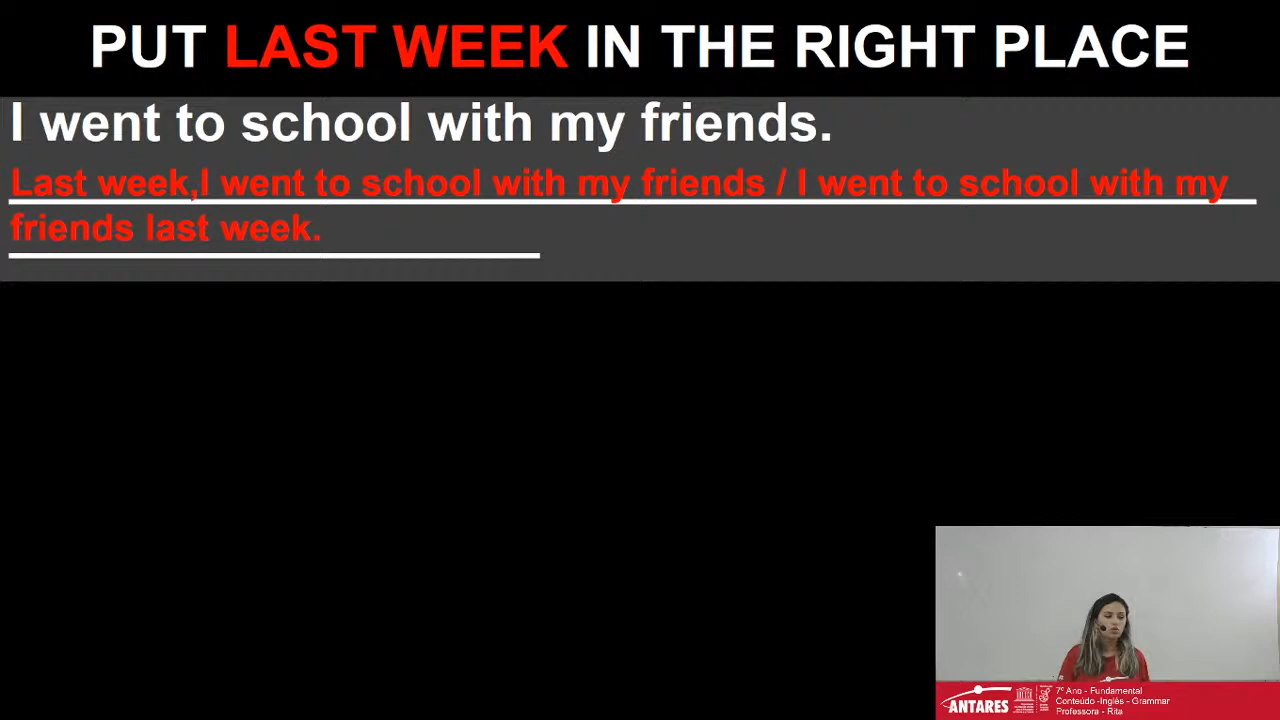 PUT LAST WEEK IN THE RIGHT PLACE
I went to school with my friends.
Last week,I went to school with my friends / I went to school with my
friends last week.
ANTARES
7º Ano - Fundamental
Conteúdo -Inglês - Grammar
Professora - Rita